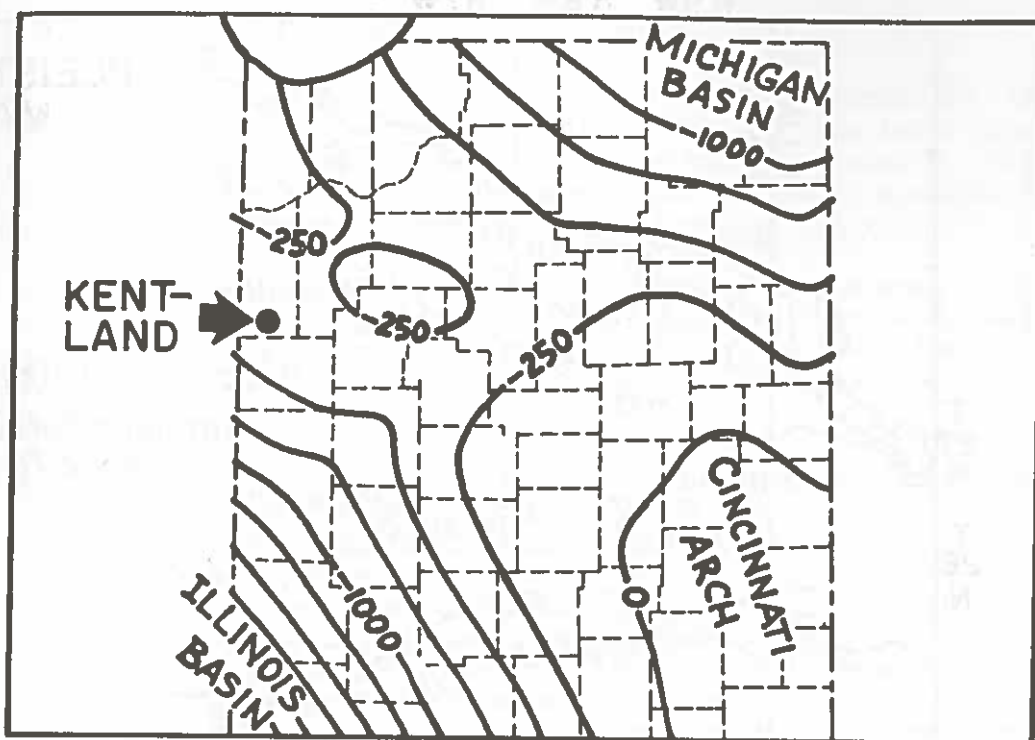 MICHIGAN
BASIN
-1000
-250
KENT-
LAND
-250
-250
CINCINNATI
ARCH
0
-1000
ILLINOIS
BASIN